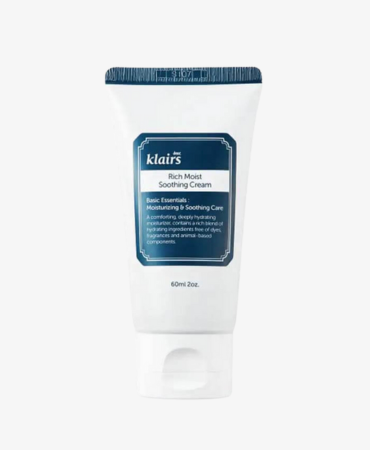 klairs
Rich Moist
Soothing Cream
Basic Essentials :
Moisturizing & Soothing Care
A comforting, deeply hydrating
moisturizer, contains a rich blend of
hydrating ingredients free of dyes,
fragrances and animal-based
components.
60ml 2oz.